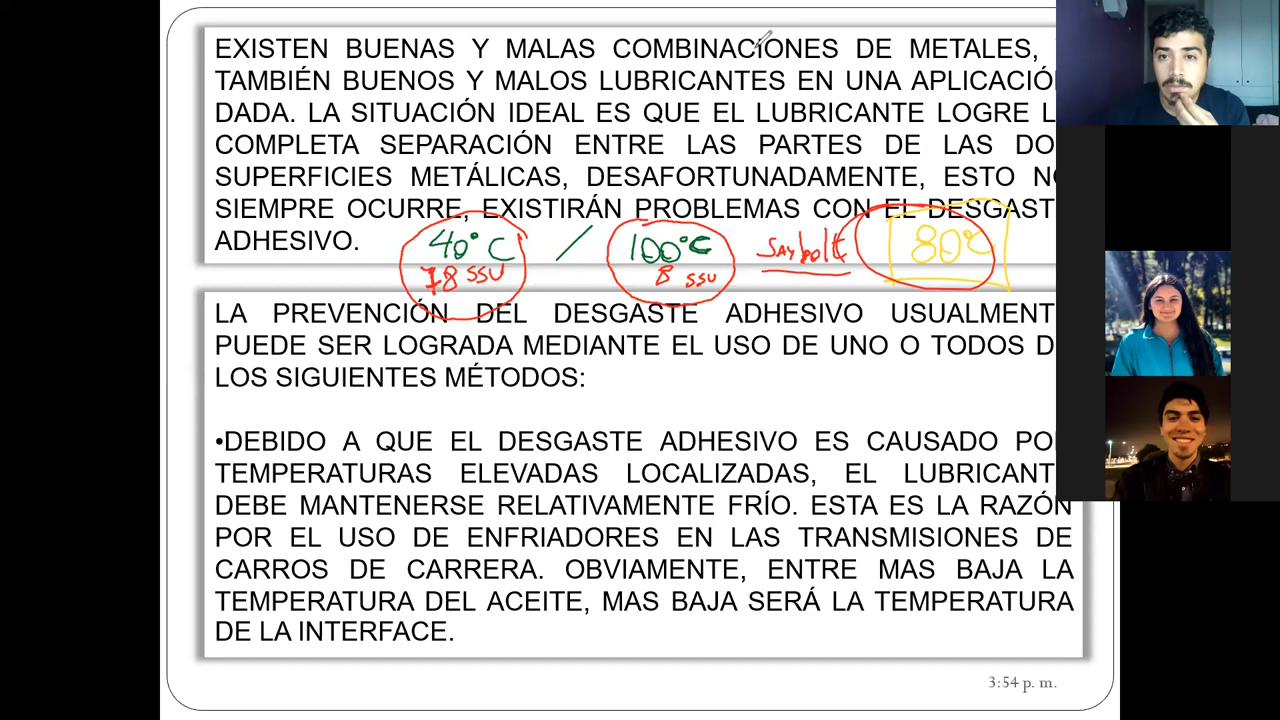 EXISTEN BUENAS Y MALAS COMBINACIONES DE METALES,
TAMBIÉN BUENOS Y MALOS LUBRICANTES EN UNA APLICACIÓ
DADA. LA SITUACIÓN IDEAL ES QUE EL LUBRICANTE LOGRE L
COMPLETA SEPARACIÓN ENTRE LAS PARTES DE LAS DO
SUPERFICIES METÁLICAS, DESAFORTUNADAMENTE, ESTO N
SIEMPRE OCURRE, EXISTIRÁN PROBLEMAS CON EL DESGAST
ADHESIVO.
40°C / 100°C Saybolt 80°C
78 SSU 8 SSU
LA PREVENCIÓN DEL DESGASTE ADHESIVO USUALMENT
PUEDE SER LOGRADA MEDIANTE EL USO DE UNO O TODOS D
LOS SIGUIENTES MÉTODOS:
•DEBIDO A QUE EL DESGASTE ADHESIVO ES CAUSADO PO
TEMPERATURAS ELEVADAS LOCALIZADAS, EL LUBRICANT
DEBE MANTENERSE RELATIVAMENTE FRÍO. ESTA ES LA RAZÓN
POR EL USO DE ENFRIADORES EN LAS TRANSMISIONES DE
CARROS DE CARRERA. OBVIAMENTE, ENTRE MAS BAJA LA
TEMPERATURA DEL ACEITE, MAS BAJA SERÁ LA TEMPERATURA
DE LA INTERFACE.
3:54 p. m.